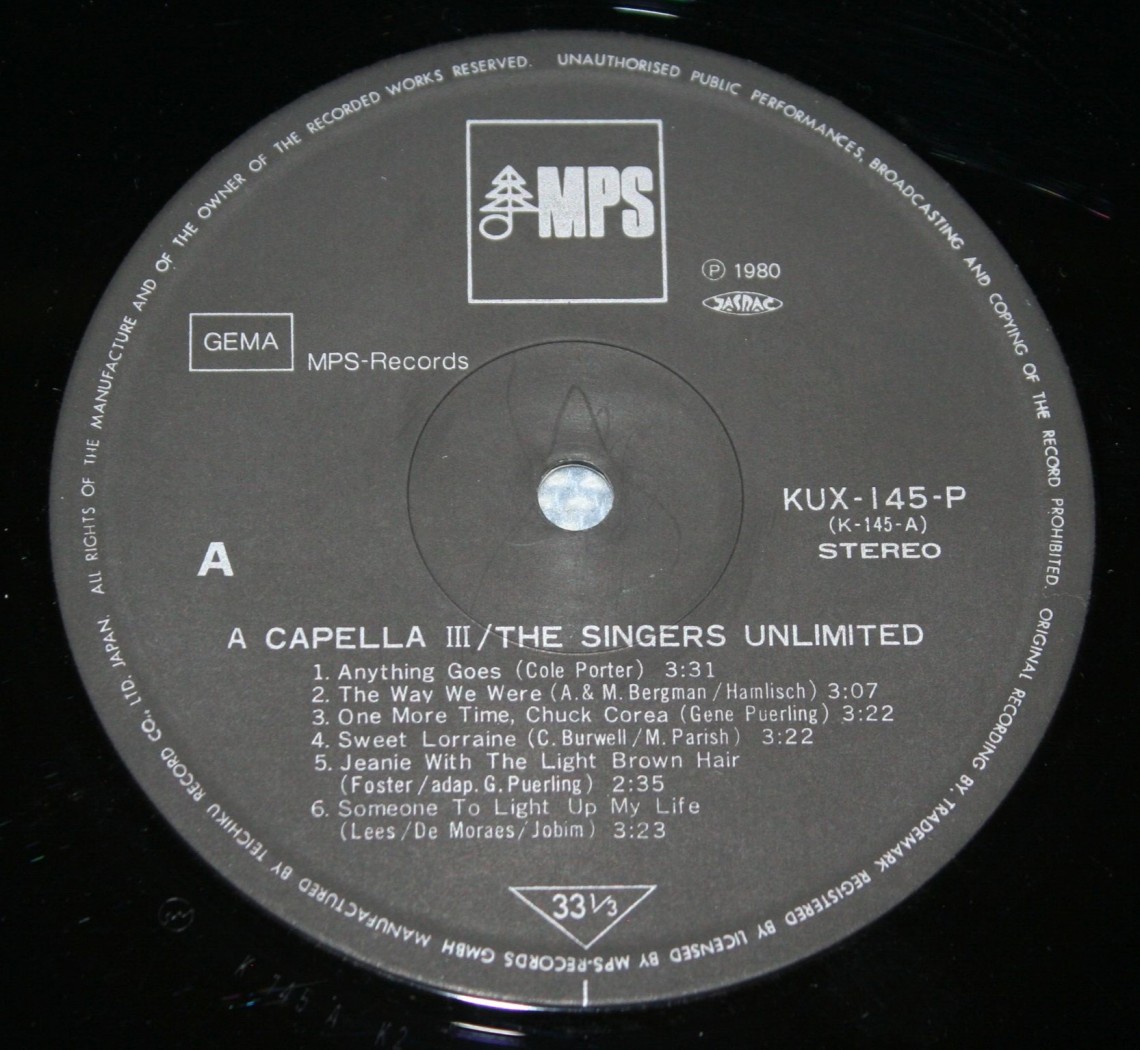 ALL RIGHTS OF THE MANUFACTURE AND OF THE OWNER OF THE RECORDED WORKS RESERVED. UNAUTHORISED PUBLIC PERFORMANCES, BROADCASTING AND COPYING OF THE RECORD PROHIBITED.
MPS
Ⓟ 1980
JASRAC
GEMA
MPS-Records
KUX-145-P
(K-145-A)
STEREO
A
A CAPELLA III/THE SINGERS UNLIMITED
1. Anything Goes (Cole Porter) 3:31
2. The Way We Were (A.& M. Bergman/Hamlisch) 3:07
3. One More Time, Chuck Corea (Gene Puerling) 3:22
4. Sweet Lorraine (C. Burwell/M. Parish) 3:22
5. Jeanie With The Light Brown Hair
(Foster/adap. G. Puerling) 2:35
6. Someone To Light Up My Life
(Lees/De Moraes/Jobim) 3:23
33 1/3
ORIGINAL RECORDING BY, TRADEMARK REGISTERED BY LICENSED BY MPS-RECORDS GMBH MANUFACTURED BY TEICHIKU RECORD CO., LTD. JAPAN.